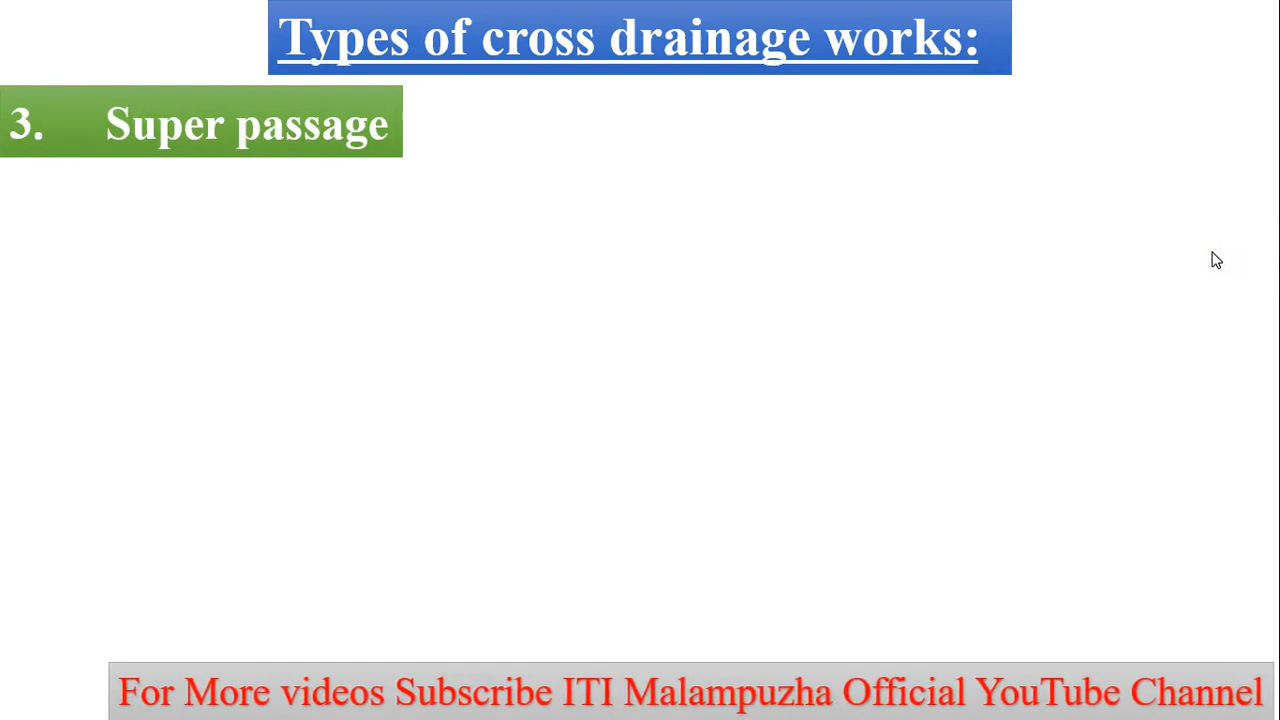 Types of cross drainage works:
3. Super passage
For More videos Subscribe ITI Malampuzha Official YouTube Channel